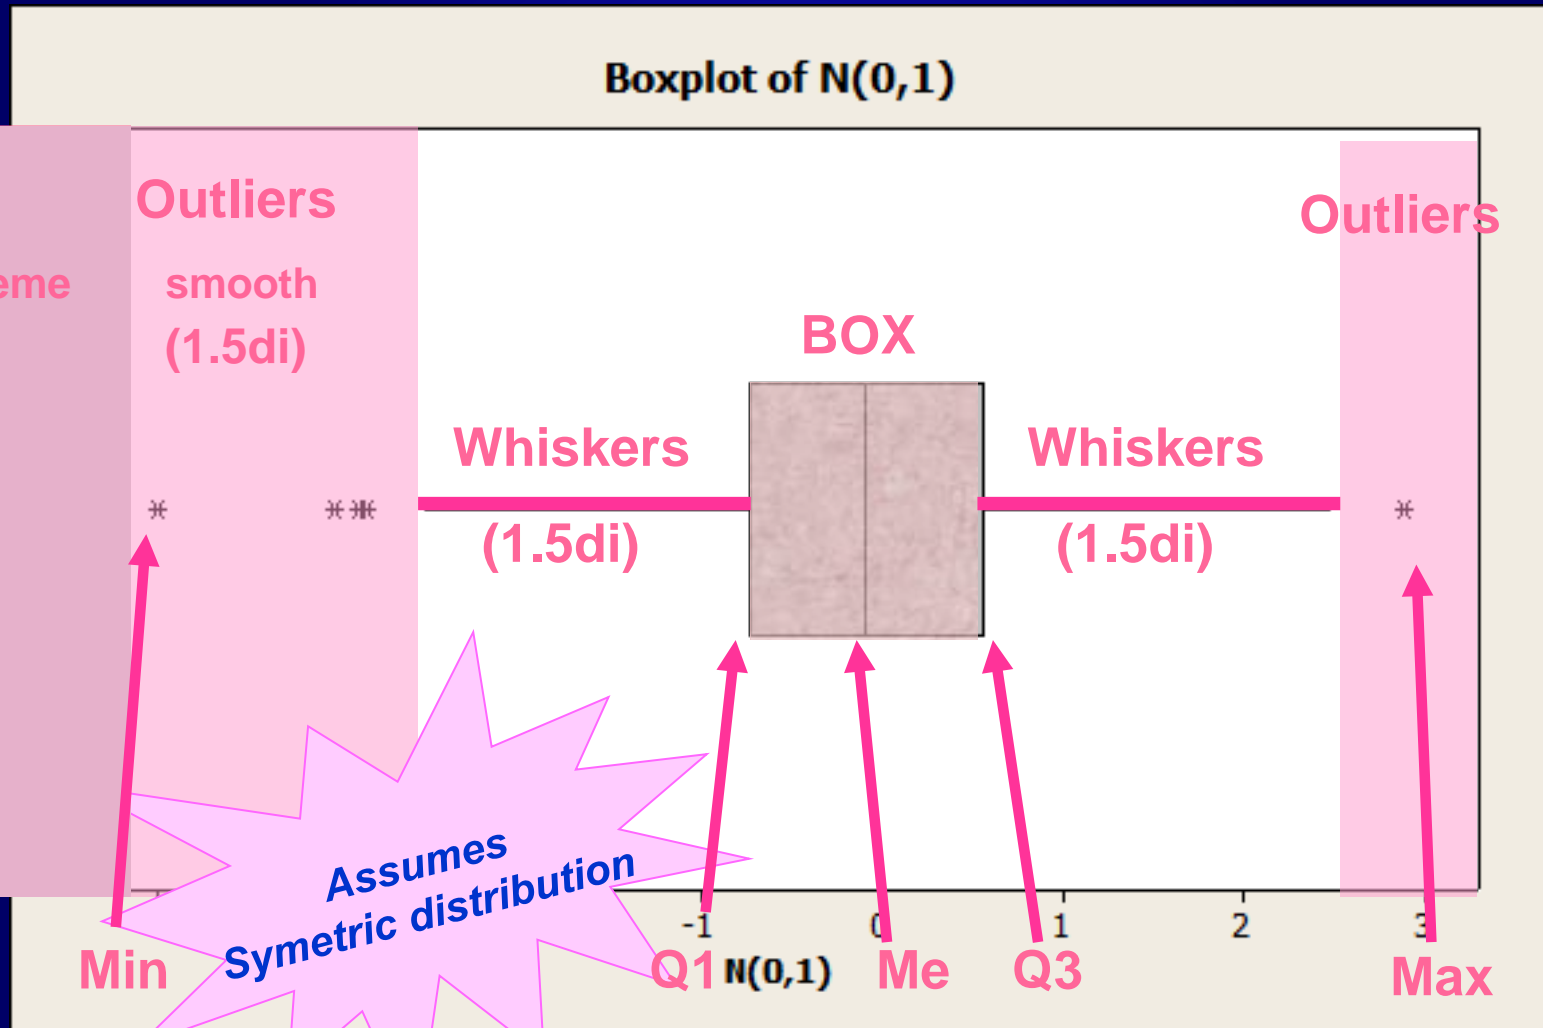 Boxplot of N(0,1)
Outliers
Outliers
eme
smooth
(1.5di)
BOX
Whiskers
Whiskers
(1.5di)
(1.5di)
Assumes
Symetric distribution
-1
0
1
2
3
Min
Q1
N(0,1)
Me
Q3
Max